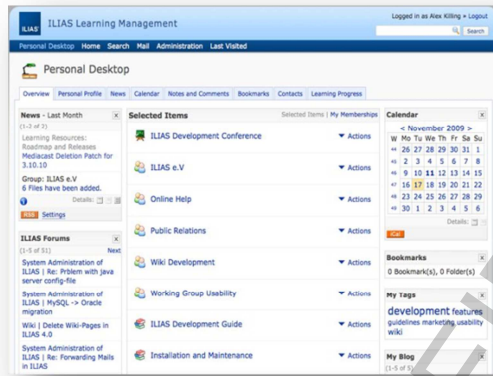 ILIAS
ILIAS Learning Management
Logged in as Alex Killing • Logout
Search
Personal Desktop Home Search Mail Administration Last Visited
Personal Desktop
Overview Personal Profile News Calendar Notes and Comments Bookmarks Contacts Learning Progress
News - Last Month
(1-2 of 2)
Learning Resources:
Roadmap and Releases
Mediacast Deletion Patch for
3.10.10
Group: ILIAS e.V
6 Files have been added.
Details:
RSS Settings
ILIAS Forums
(1-5 of 51) Next
System Administration of
ILIAS | Re: Prblem with java
server config-file
System Administration of
ILIAS | MySQL -> Oracle
migration
Wiki | Delete Wiki-Pages in
ILIAS 4.0
System Administration of
ILIAS | Re: Forwarding Mails
in ILIAS
Selected Items Selected Items | My Memberships
ILIAS Development Conference Actions
ILIAS e.V Actions
Online Help Actions
Public Relations Actions
Wiki Development Actions
Working Group Usability Actions
ILIAS Development Guide Actions
Installation and Maintenance Actions
Calendar
< November 2009 >
W Mo Tu We Th Fr Sa Su
44 26 27 28 29 30 31 1
45 2 3 4 5 6 7 8
46 9 10 11 12 13 14 15
47 16 17 18 19 20 21 22
48 23 24 25 26 27 28 29
49 30 1 2 3 4 5 6
Details:
iCal
Bookmarks
0 Bookmark(s), 0 Folder(s)
My Tags
development features
guidelines marketing usability
wiki
My Blog
(1-5 of 5)